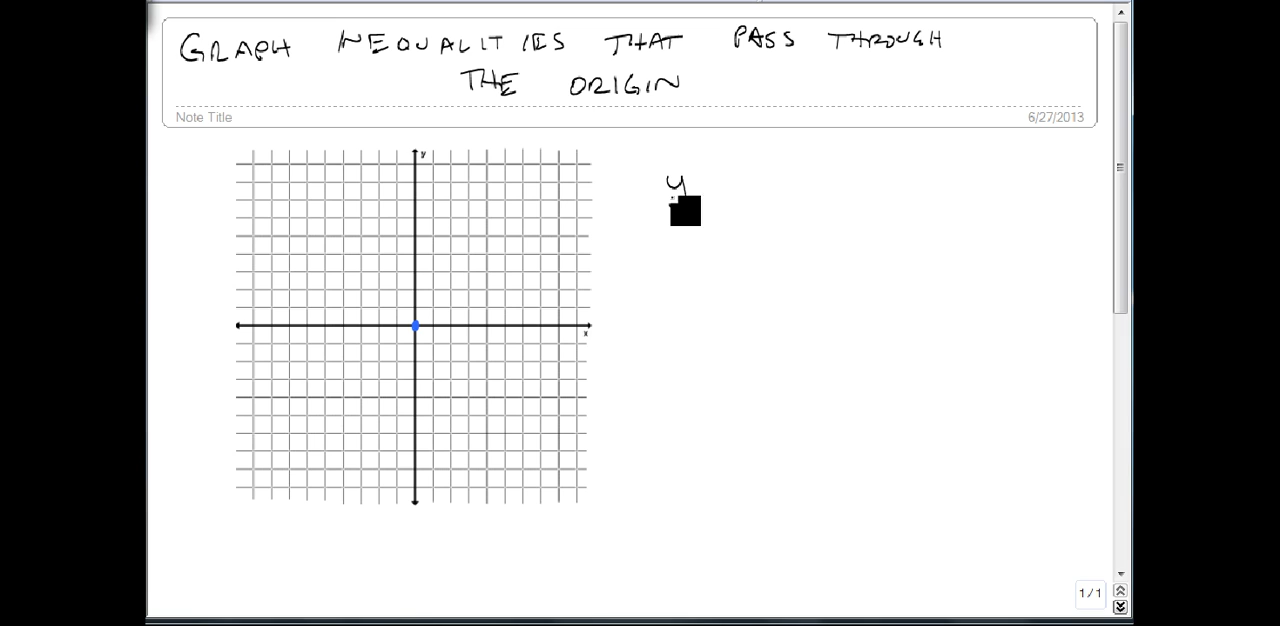 GRAPH INEQUALITIES THAT PASS THROUGH
THE ORIGIN
Note Title
6/27/2013
y
y
x
1/1